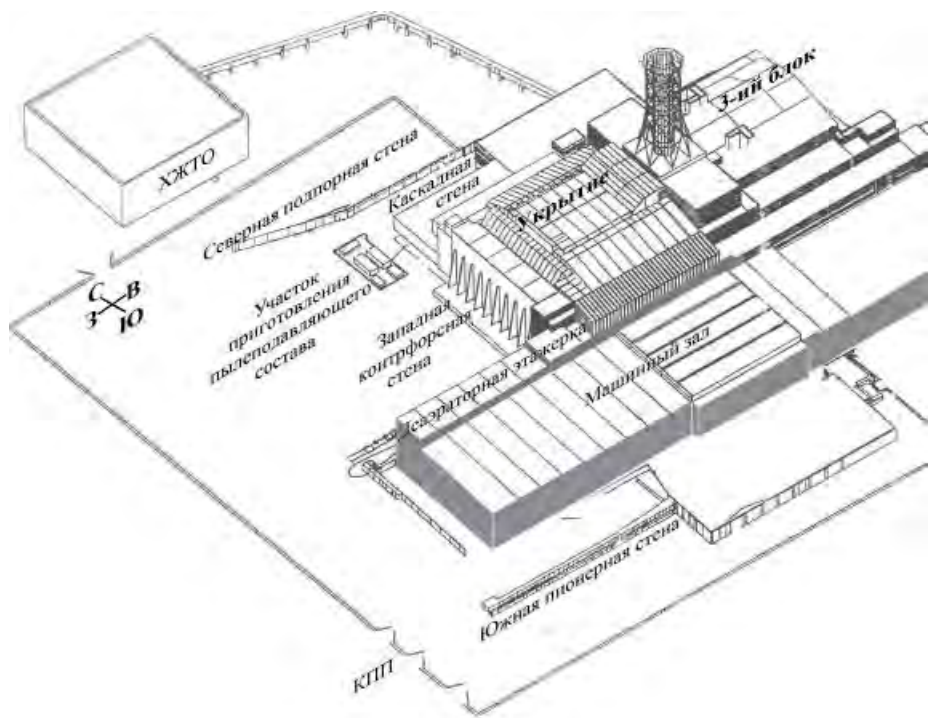 3-ий блок
ХЖТО
Северная подпорная стена
Каскадная
стена
Укрытие
С В
З Ю
Участок
приготовления
пылеподавляющего
состава
Западная
контрфорсная
стена
этажерка
Машинный зал
Южная пионерная стена
КПП